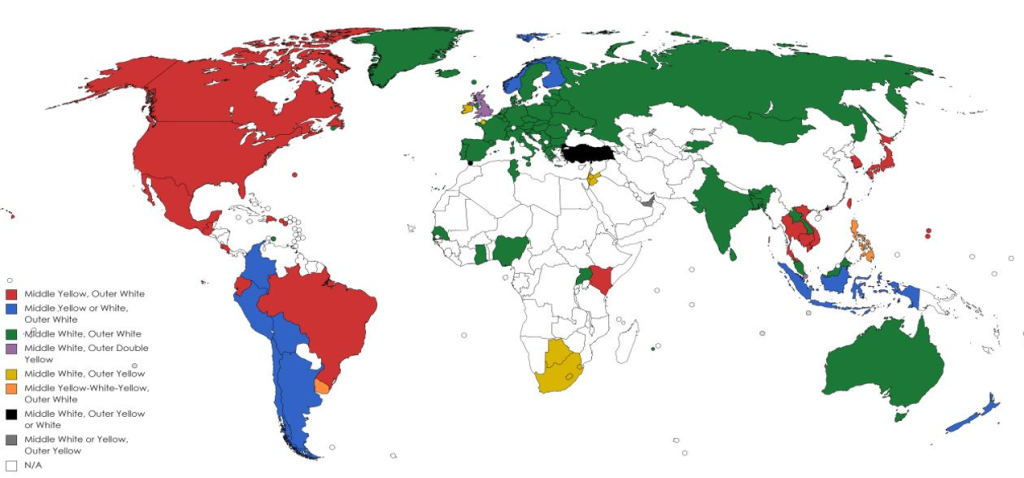 Middle Yellow, Outer White
Middle Yellow or White,
Outer White
Middle White, Outer White
Middle White, Outer Double
Yellow
Middle White, Outer Yellow
Middle Yellow-White-Yellow,
Outer White
Middle White, Outer Yellow
or White
Middle White or Yellow,
Outer Yellow
N/A